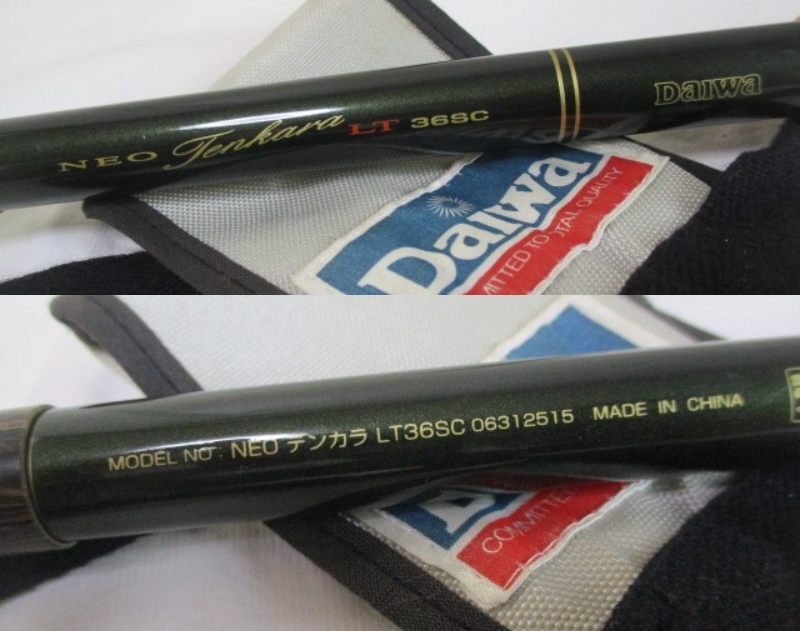 NEO Tenkara LT 36SC Daiwa
Daiwa
MITTED TO TAL QUALITY
MODEL NO : NEO テンカラ LT36SC 06312515 MADE IN CHINA
COMMITTE